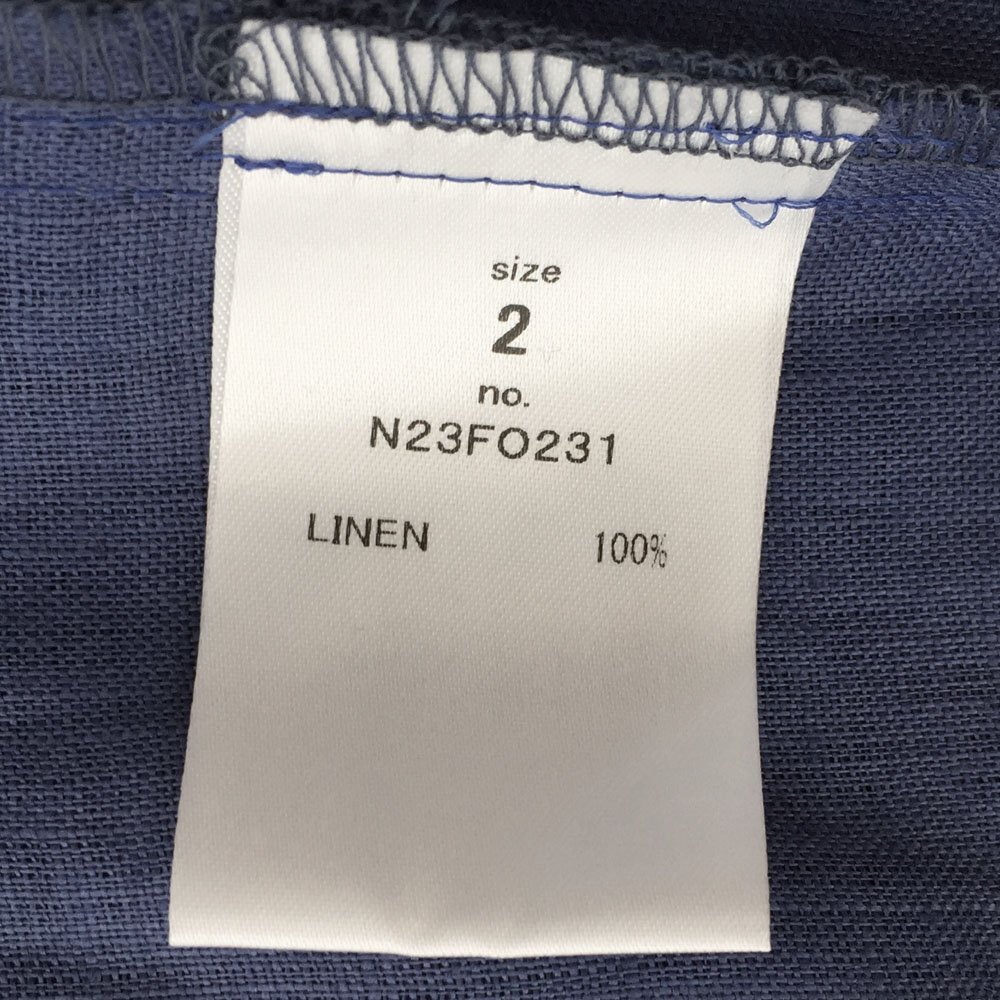 size
2
no.
N23FO231
LINEN 100%